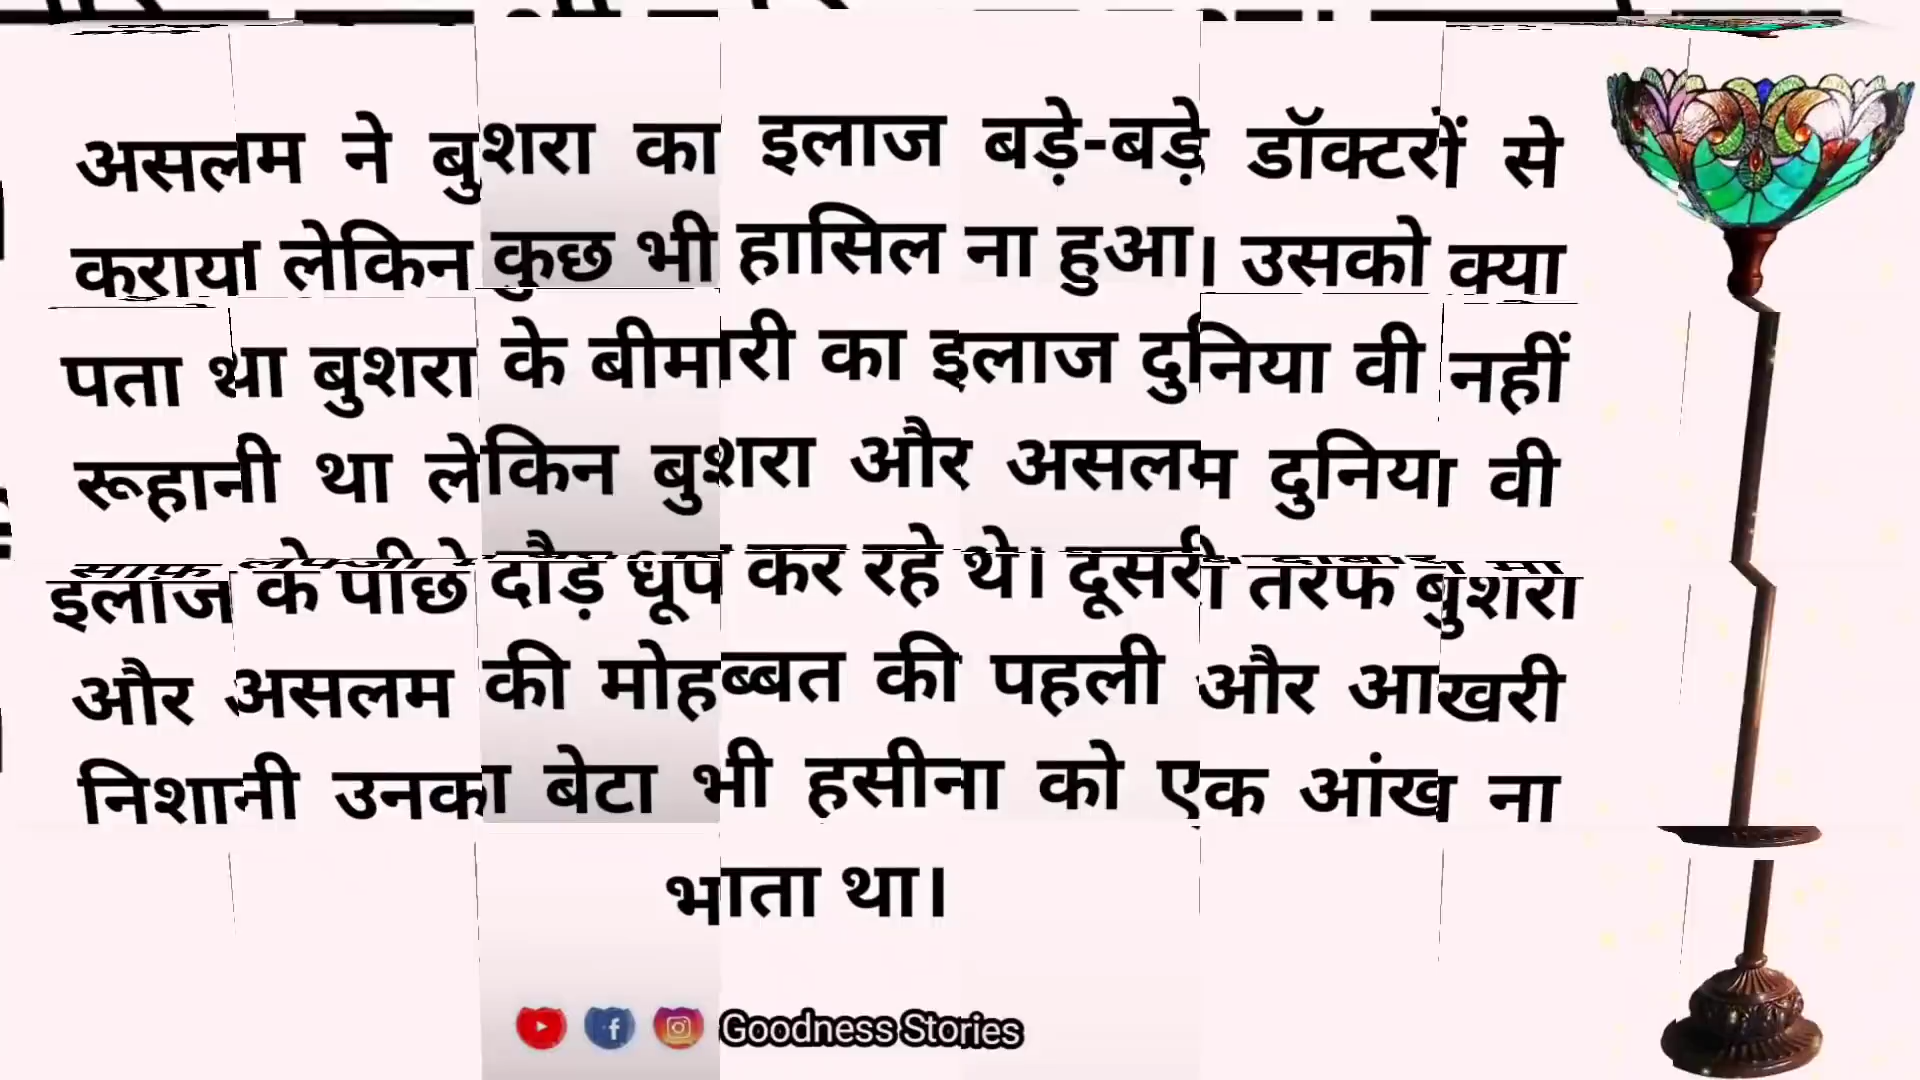 असलम ने बुशरा का इलाज बड़े-बड़े डॉक्टरों से
कराया लेकिन कुछ भी हासिल ना हुआ। उसको क्या
पता था बुशरा के बीमारी का इलाज दुनिया वी नहीं
रूहानी था लेकिन बुशरा और असलम दुनिया वी
इलाज के पीछे दौड़ धूप कर रहे थे। दूसरी तरफ बुशरा
और असलम की मोहब्बत की पहली और आखरी
निशानी उनका बेटा भी हसीना को एक आंख ना
भाता था।
Goodness Stories